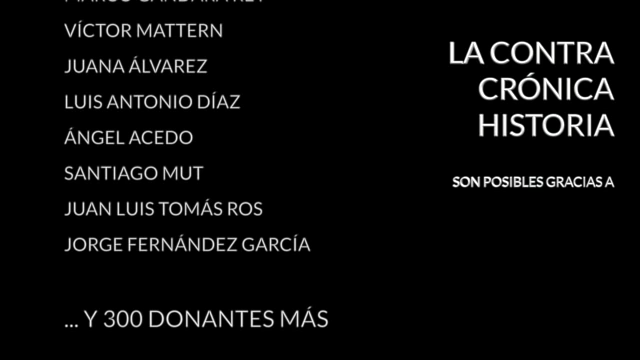 VÍCTOR MATTERN
JUANA ÁLVAREZ
LUIS ANTONIO DÍAZ
ÁNGEL ACEDO
SANTIAGO MUT
JUAN LUIS TOMÁS ROS
JORGE FERNÁNDEZ GARCÍA
... Y 300 DONANTES MÁS
LA CONTRA
CRÓNICA
HISTORIA
SON POSIBLES GRACIAS A